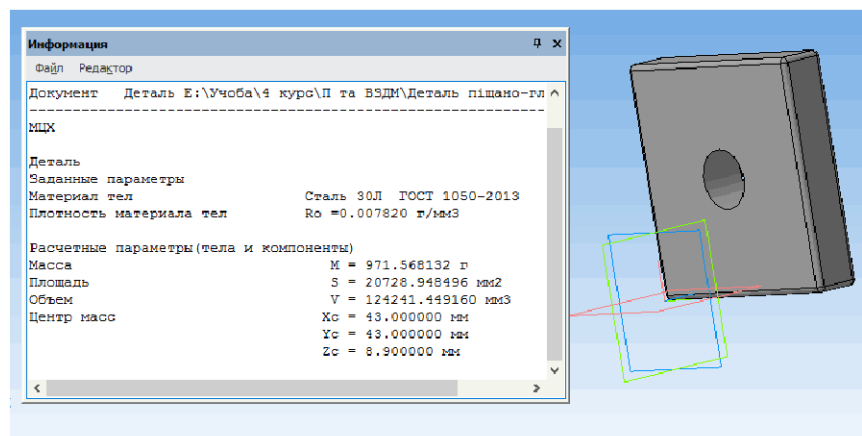 Информация
Файл Редактор
Документ Деталь E:\Учоба\4 курс\П та ВЗДМ\Деталь піщано-гл
МЦХ
Деталь
Заданные параметры
Материал тел Сталь 30Л ГОСТ 1050-2013
Плотность материала тел Ro =0.007820 г/мм3
Расчетные параметры(тела и компоненты)
Масса M = 971.568132 г
Площадь S = 20728.948496 мм2
Объем V = 124241.449160 мм3
Центр масс Xc = 43.000000 мм
Yc = 43.000000 мм
Zc = 8.900000 мм